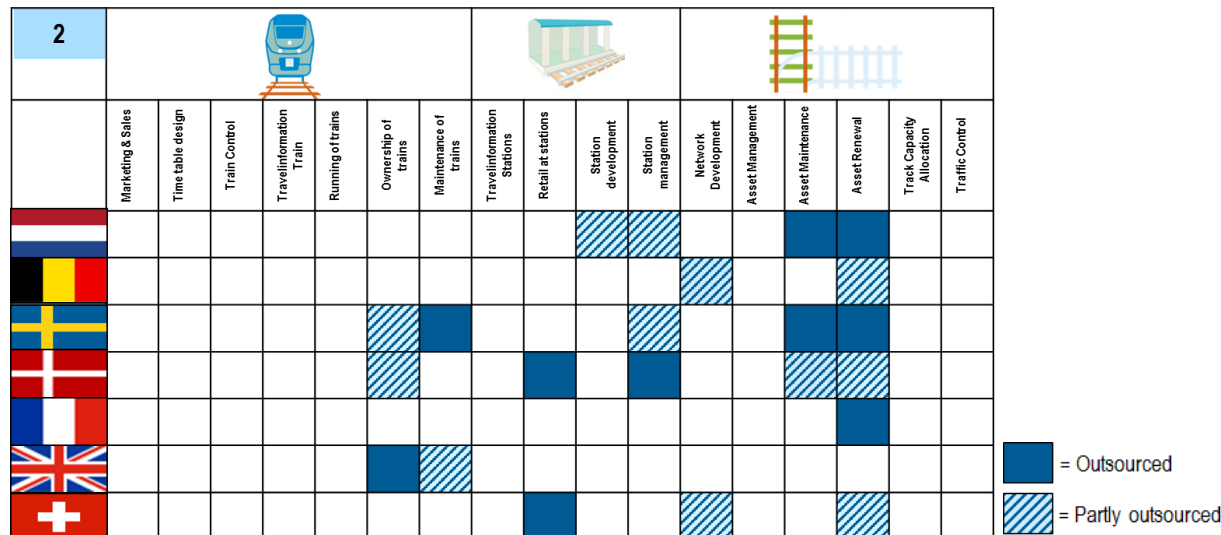 2
Marketing & Sales
Time table design
Train Control
Travelinformation
Train
Running of trains
Ownership of
trains
Maintenance of
trains
Travelinformation
Stations
Retail at stations
Station
development
Station
management
Network
Development
Asset Management
Asset Maintenance
Asset Renewal
Track Capacity
Allocation
Traffic Control
= Outsourced
= Partly outsourced